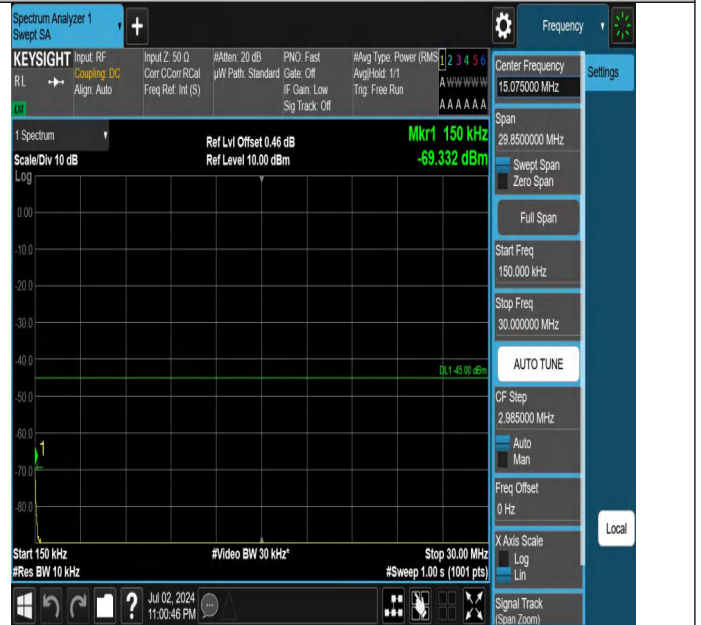 Spectrum Analyzer 1
Swept SA
+
Frequency
KEYSIGHT
RL
LXI
Input: RF
Coupling: DC
Align: Auto
Input Z: 50 Ω
Corr CCorr RCal
Freq Ref: Int (S)
#Atten: 20 dB
µW Path: Standard
PNO: Fast
Gate: Off
IF Gain: Low
Sig Track: Off
#Avg Type: Power (RMS
Avg|Hold: 1/1
Trig: Free Run
1 2 3 4 5 6
A W W W W W
A A A A A A
1 Spectrum
Scale/Div 10 dB
Log
Ref Lvl Offset 0.46 dB
Ref Level 10.00 dBm
Mkr1 150 kHz
-69.332 dBm
0.00
-10.0
-20.0
-30.0
-40.0
DL1 -45.00 dBm
-50.0
-60.0
1
-70.0
-80.0
Start 150 kHz
#Res BW 10 kHz
#Video BW 30 kHz*
Stop 30.00 MHz
#Sweep 1.00 s (1001 pts)
?
Jul 02, 2024
11:00:46 PM
Center Frequency
15.075000 MHz
Span
29.8500000 MHz
Swept Span
Zero Span
Full Span
Start Freq
150.000 kHz
Stop Freq
30.000000 MHz
AUTO TUNE
CF Step
2.985000 MHz
Auto
Man
Freq Offset
0 Hz
X Axis Scale
Log
Lin
Signal Track
(Span Zoom)
Settings
Local